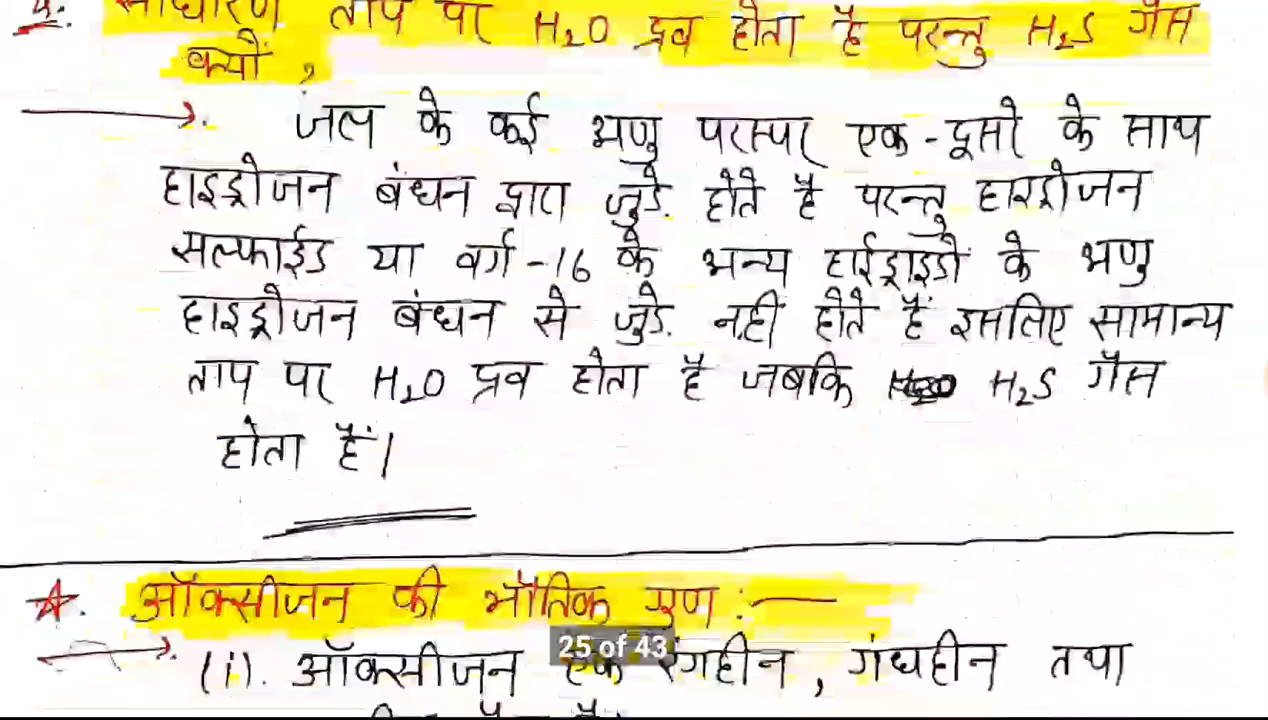 साधारण ताप पर H₂O द्रव होता है परन्तु H₂S गैस
क्यों ?
जल के कई अणु परस्पर एक-दूसरे के साथ
हाइड्रोजन बंधन द्वारा जुडे. होते है परन्तु हाइड्रोजन
सल्फाईड या वर्ग-16 के अन्य हाईड्राइडो के अणु
हाइड्रोजन बंधन से जुडे. नहीं होते हैं इसलिए सामान्य
ताप पर H₂O द्रव होता है जबकि H₂S गैस
होता हैं।
ऑक्सीजन की भौतिक गुण :—
25 of 43
(i). ऑक्सीजन एक रंगहीन, गंधहीन तथा